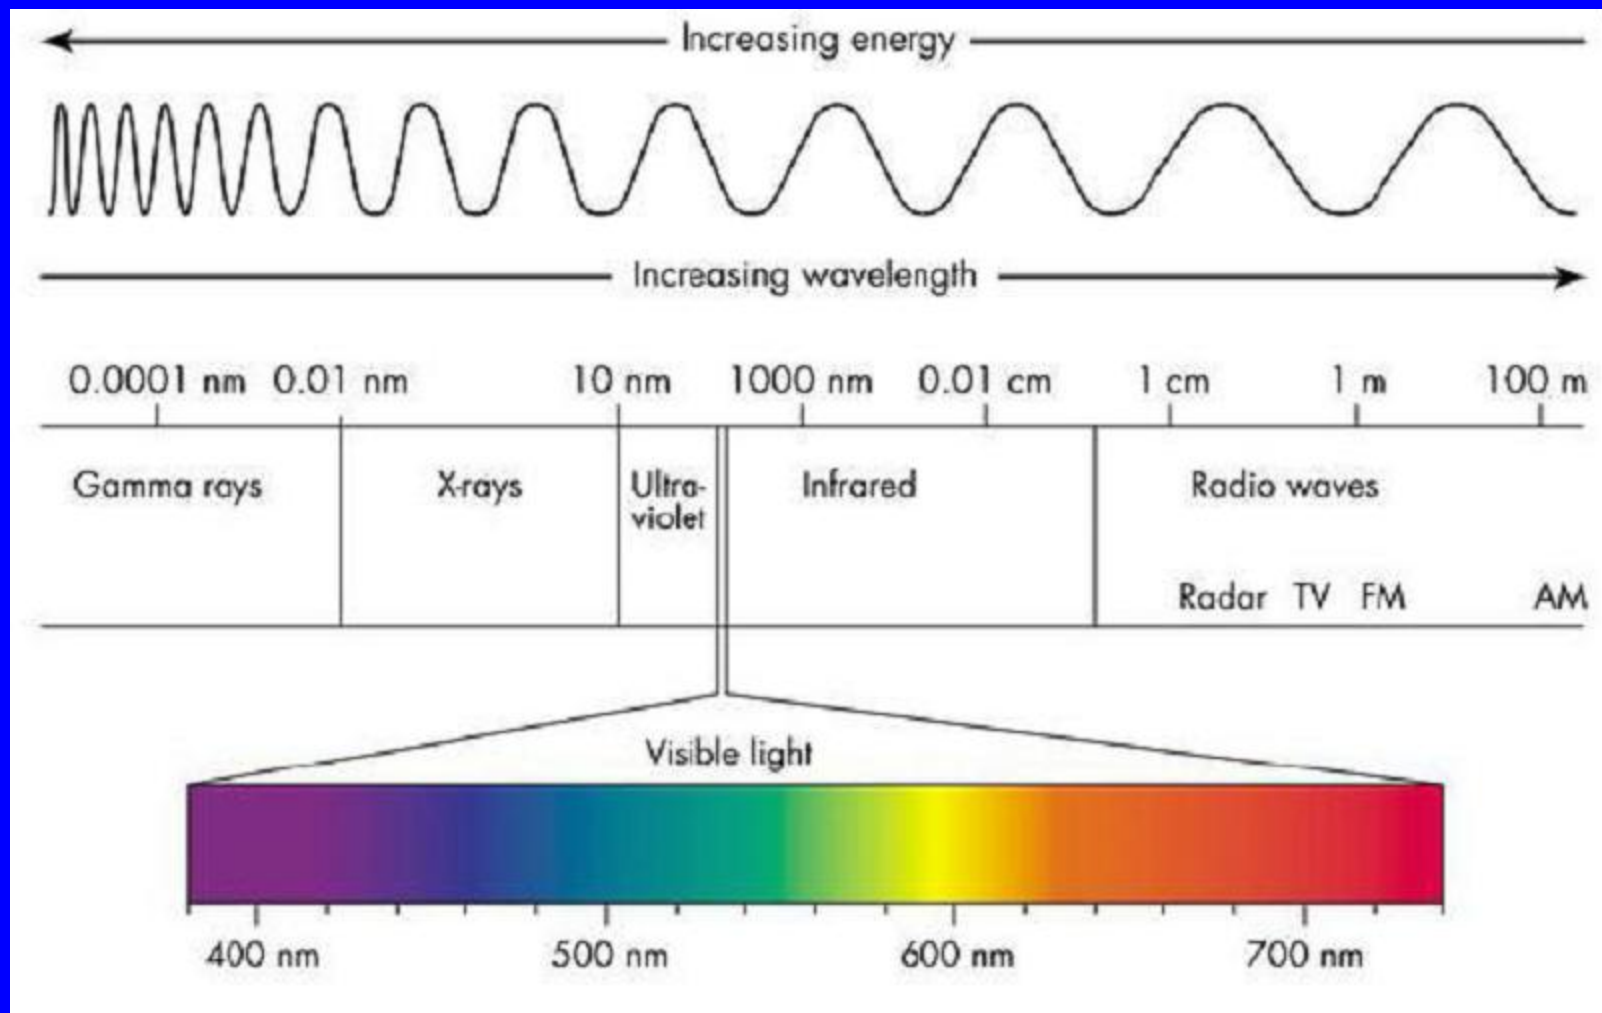 Increasing energy
Increasing wavelength
0.0001 nm 0.01 nm 10 nm 1000 nm 0.01 cm 1 cm 1 m 100 m
Gamma rays X-rays Ultra- Infrared Radio waves
violet
Radar TV FM AM
Visible light
400 nm 500 nm 600 nm 700 nm